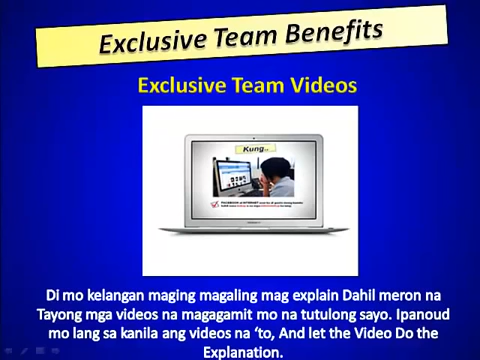 Exclusive Team Benefits
Exclusive Team Videos
Kung..
Di mo kelangan maging magaling mag explain Dahil meron na
Tayong mga videos na magagamit mo na tutulong sayo. Ipanoud
mo lang sa kanila ang videos na ‘to, And let the Video Do the
Explanation.